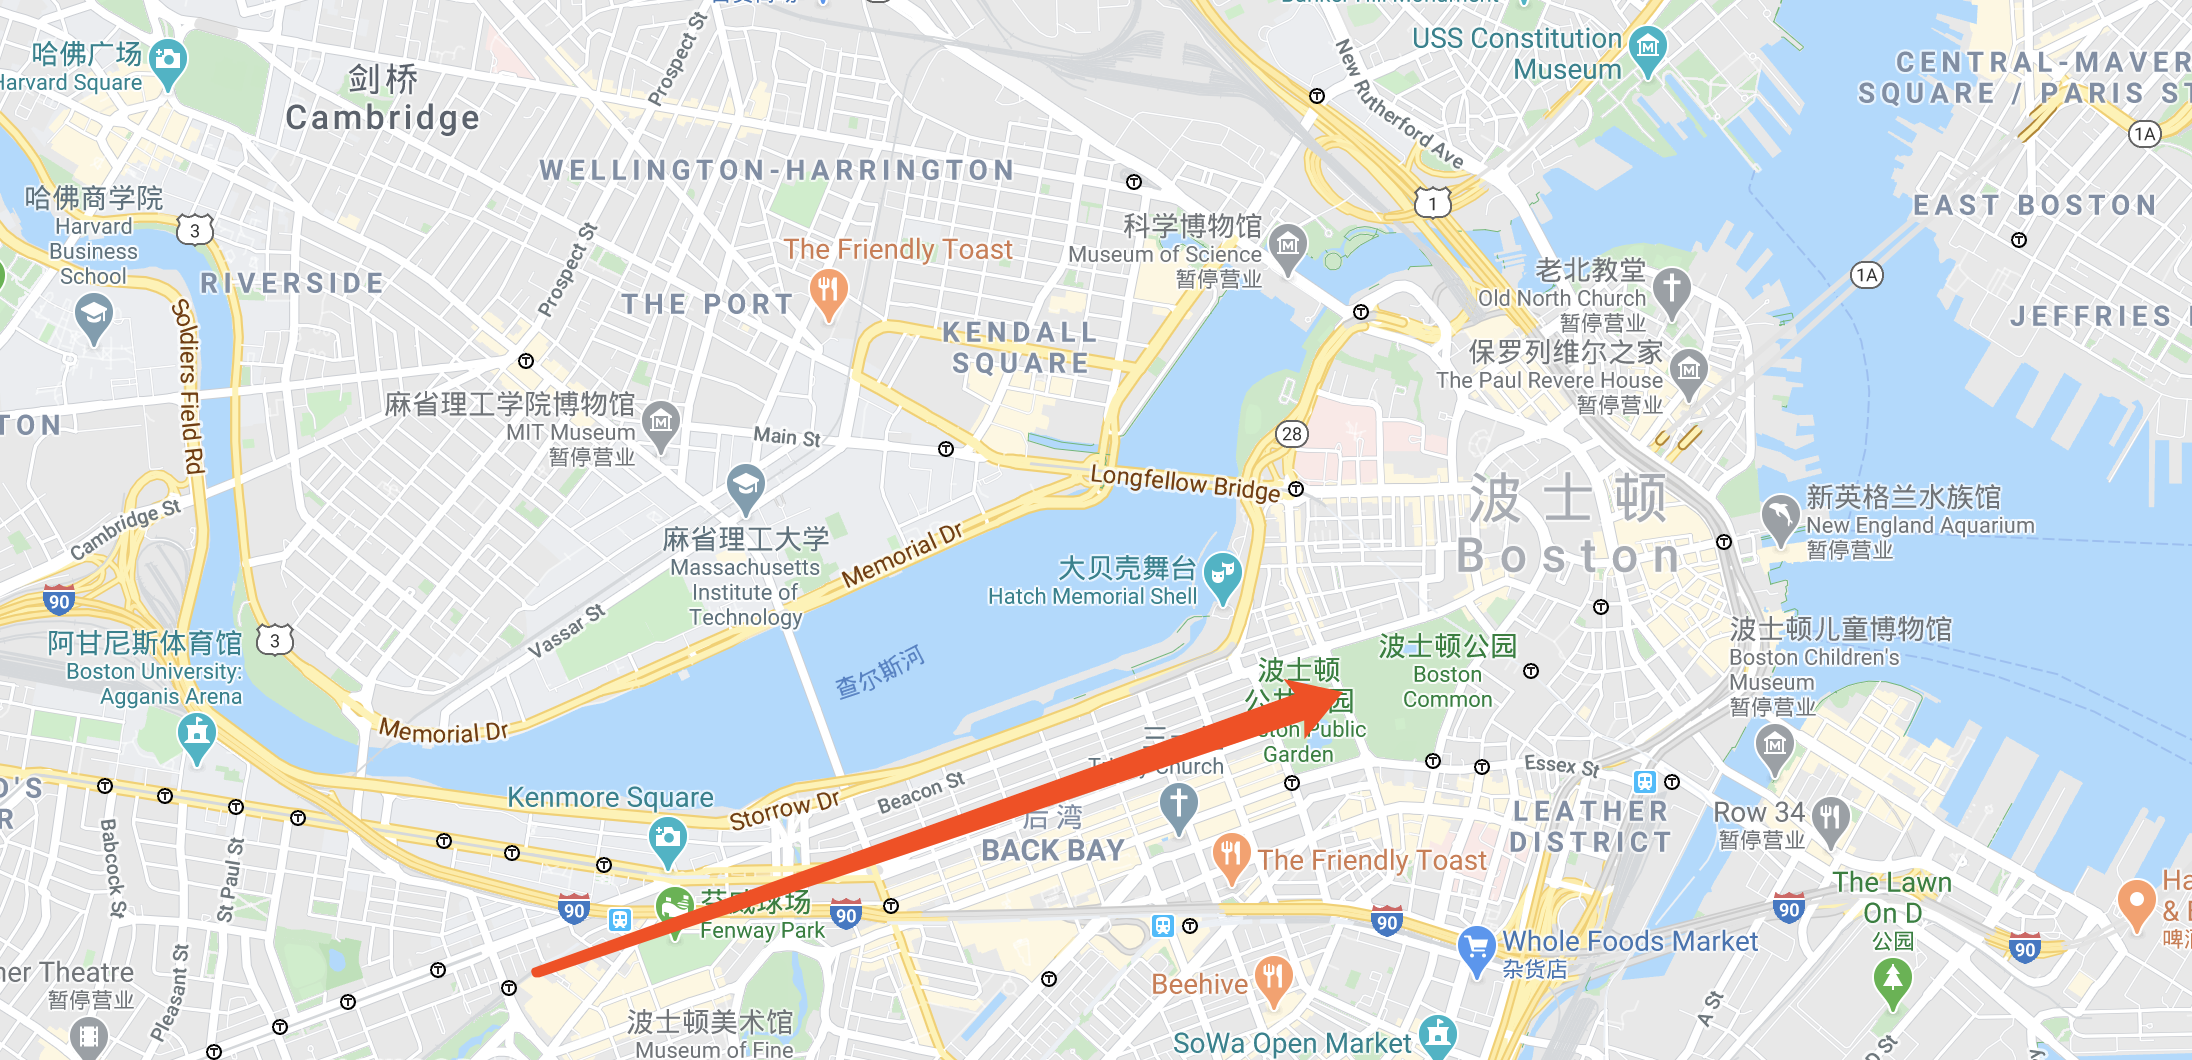 USS Constitution
Museum
CENTRAL-MAVER
SQUARE / PARIS ST
哈佛广场
Harvard Square
剑桥
Cambridge
Prospect St
New Rutherford Ave
1A
WELLINGTON-HARRINGTON
哈佛商学院
Harvard
Business
School
3
1
EAST BOSTON
科学博物馆
Museum of Science
暂停营业
The Friendly Toast
RIVERSIDE
Prospect St
THE PORT
老北教堂
Old North Church
暂停营业
1A
JEFFRIES
KENDALL
SQUARE
保罗列维尔之家
The Paul Revere House
暂停营业
Soldiers Field Rd
TON
麻省理工学院博物馆
MIT Museum
暂停营业
Main St
28
Longfellow Bridge
波士顿
Boston
新英格兰水族馆
New England Aquarium
暂停营业
Cambridge St
麻省理工大学
Massachusetts
Institute of
Technology
Memorial Dr
大贝壳舞台
Hatch Memorial Shell
90
Vassar St
3
阿甘尼斯体育馆
Boston University:
Agganis Arena
查尔斯河
波士顿
Garden
波士顿公园
Boston
Common
波士顿儿童博物馆
Boston Children's
Museum
暂停营业
Memorial Dr
Church
Essex St
Kenmore Square
Storrow Dr
Beacon St
后湾
BACK BAY
LEATHER
DISTRICT
Row 34
暂停营业
Babcock St
St Paul St
The Friendly Toast
90
90
Fenway Park
90
90
The Lawn
On D
公园
90
Whole Foods Market
杂货店
Pleasant St
ner Theatre
暂停营业
Beehive
A St
波士顿美术馆
Museum of Fine
SoWa Open Market
D St